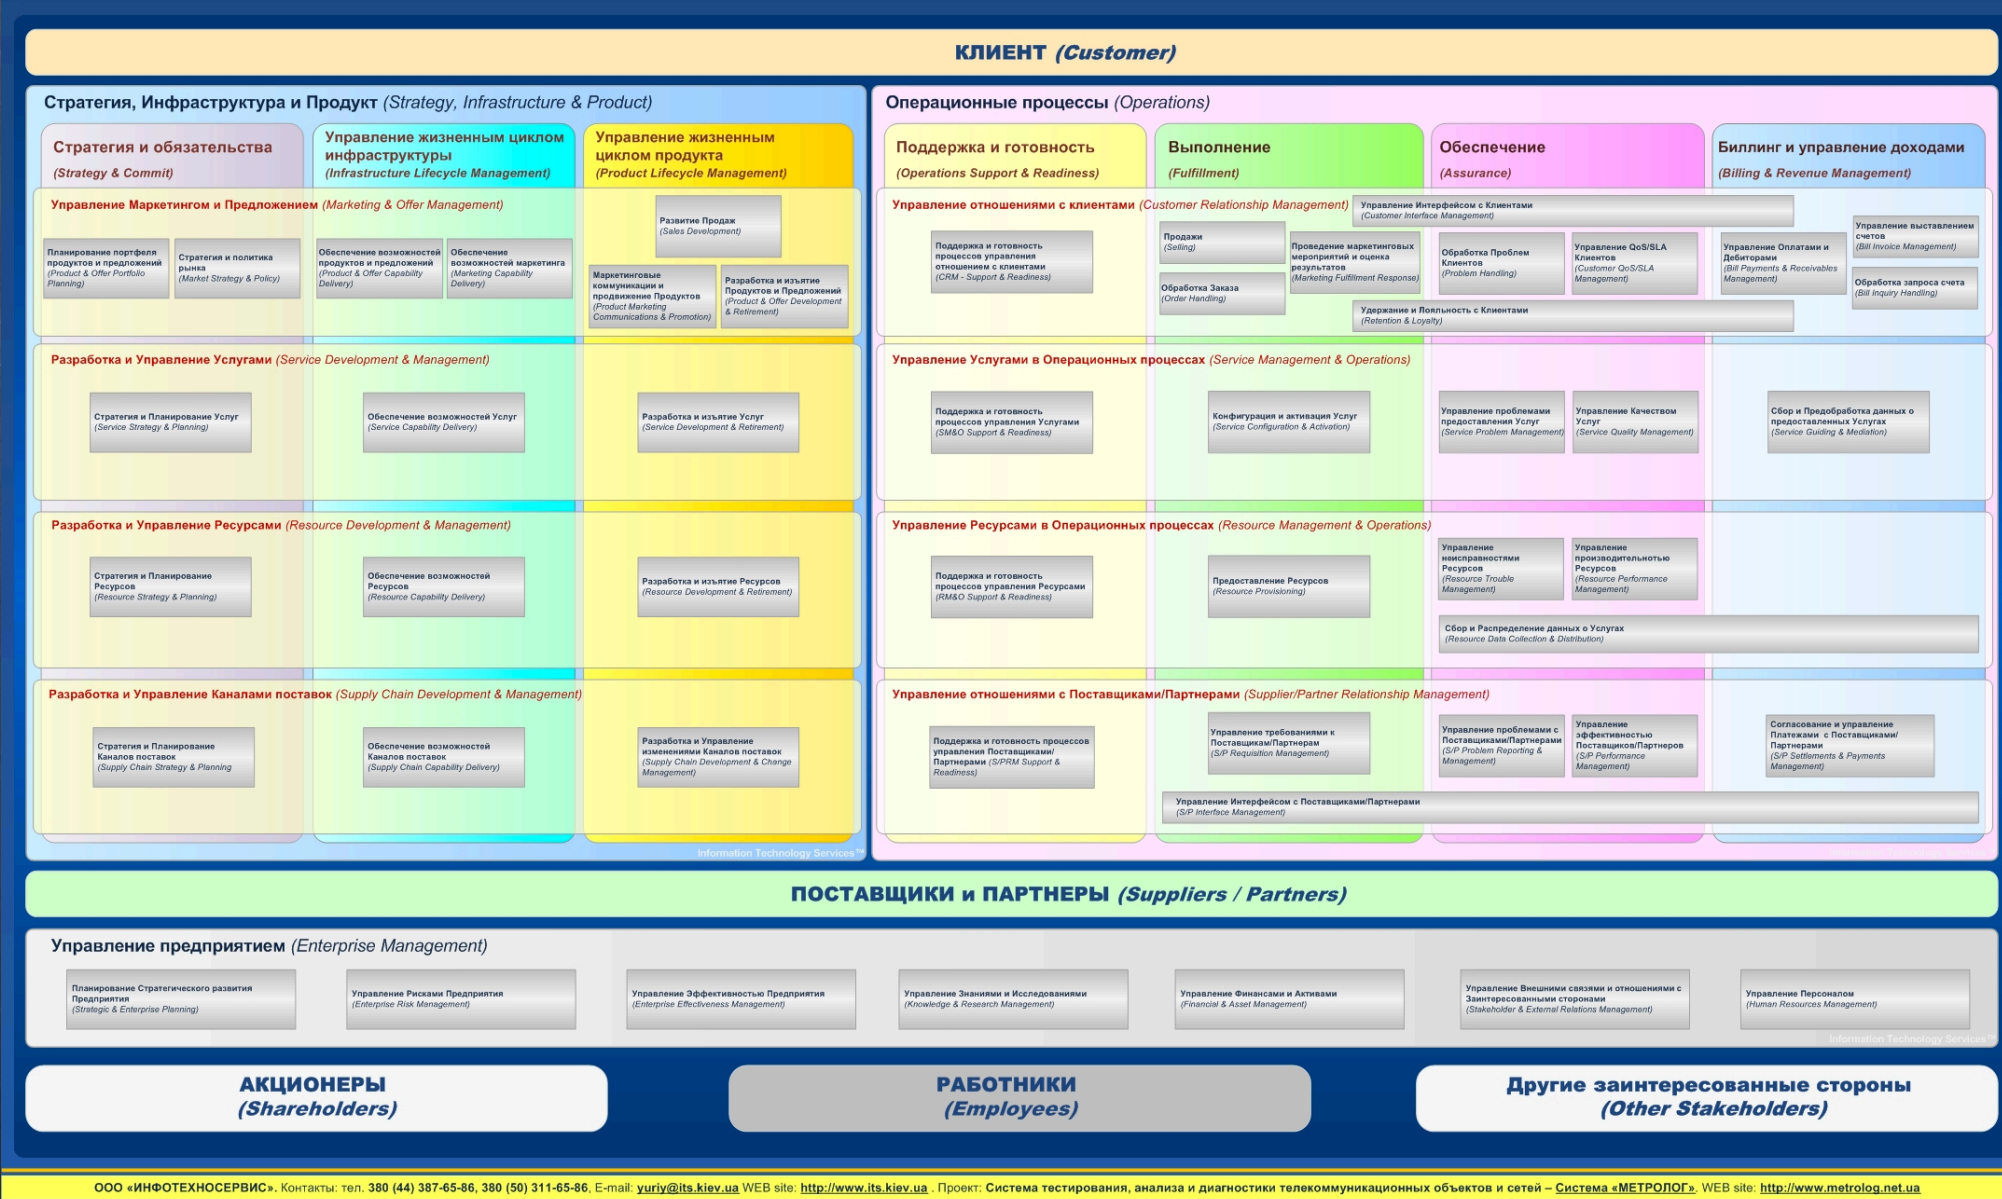 КЛИЕНТ (Customer)
Стратегия, Инфраструктура и Продукт (Strategy, Infrastructure & Product)
Стратегия и обязательства
(Strategy & Commit)
Управление жизненным циклом
инфраструктуры
(Infrastructure Lifecycle Management)
Управление жизненным
циклом продукта
(Product Lifecycle Management)
Управление Маркетингом и Предложением (Marketing & Offer Management)
Планирование портфеля
продуктов и предложений
(Product & Offer Portfolio
Planning)
Стратегия и политика
рынка
(Market Strategy & Policy)
Обеспечение возможностей
продуктов и предложений
(Product & Offer Capability
Delivery)
Обеспечение
возможностей маркетинга
(Marketing Capability
Delivery)
Развитие Продаж
(Sales Development)
Маркетинговые
коммуникации и
продвижение Продуктов
(Product Marketing
Communications & Promotion)
Разработка и изятие
Продуктов и Предложений
(Product & Offer Development
& Retirement)
Разработка и Управление Услугами (Service Development & Management)
Стратегия и Планирование Услуг
(Service Strategy & Planning)
Обеспечение возможностей Услуг
(Service Capability Delivery)
Разработка и изъятие Услуг
(Service Development & Retirement)
Разработка и Управление Ресурсами (Resource Development & Management)
Стратегия и Планирование
Ресурсов
(Resource Strategy & Planning)
Обеспечение возможностей
Ресурсов
(Resource Capability Delivery)
Разработка и изъятие Ресурсов
(Resource Development & Retirement)
Разработка и Управление Каналами поставок (Supply Chain Development & Management)
Стратегия и Планирование
Каналов поставок
(Supply Chain Strategy & Planning
Обеспечение возможностей
Каналов поставок
(Supply Chain Capability Delivery)
Разработка и Управление
изменениями Каналов поставок
(Supply Chain Development & Change
Management)
Information Technology Services™
Операционные процессы (Operations)
Поддержка и готовность
(Operations Support & Readiness)
Выполнение
(Fulfillment)
Обеспечение
(Assurance)
Биллинг и управление доходами
(Billing & Revenue Management)
Управление отношениями с клиентами (Customer Relationship Management)
Управление Интерфейсом с Клиентами
(Customer Interface Management)
Поддержка и готовность
процессов управления
отношением с клиентами
(CRM - Support & Readiness)
Продажи
(Selling)
Обработка Заказа
(Order Handling)
Проведение маркетинговых
мероприятий и оценка
результатов
(Marketing Fulfillment Response)
Обработка Проблем
Клиентов
(Problem Handling)
Управление QoS/SLA
Клиентов
(Customer QoS/SLA
Management)
Управление Оплатами и
Дебиторами
(Bill Payments & Receivables
Management)
Управление выставлением
счетов
(Bill Invoice Management)
Обработка запроса счета
(Bill Inquiry Handling)
Удержание и Лояльность с Клиентами
(Retention & Loyalty)
Управление Услугами в Операционных процессах (Service Management & Operations)
Поддержка и готовность
процессов управления Услугами
(SM&O Support & Readiness)
Конфигурация и активация Услуг
(Service Configuration & Activation)
Управление проблемами
предоставления Услуг
(Service Problem Management)
Управление Качеством
Услуг
(Service Quality Management)
Сбор и Предобработка данных о
предоставленных Услугах
(Service Guiding & Mediation)
Управление Ресурсами в Операционных процессах (Resource Management & Operations)
Поддержка и готовность
процессов управления Ресурсами
(RM&O Support & Readiness)
Предоставление Ресурсов
(Resource Provisioning)
Управление
неисправностями
Ресурсов
(Resource Trouble
Management)
Управление
производительнотью
Ресурсов
(Resource Performance
Management)
Сбор и Распределение данных о Услугах
(Resource Data Collection & Distribution)
Управление отношениями с Поставщиками/Партнерами (Supplier/Partner Relationship Management)
Поддержка и готовность процессов
управления Поставщиками/
Партнерами (S/PRM Support &
Readiness)
Управление требованиями к
Поставщикам/Партнерам
(S/P Requisition Management)
Управление проблемами с
Поставщиками/Партнерами
(S/P Problem Reporting &
Management)
Управление
эффективностью
Поставщиков/Партнеров
(S/P Performance
Management)
Согласование и управление
Платежами с Поставщиками/
Партнерами
(S/P Settlements & Payments
Management)
Управление Интерфейсом с Поставщиками/Партнерами
(S/P Interface Management)
ПОСТАВЩИКИ и ПАРТНЕРЫ (Suppliers / Partners)
Управление предприятием (Enterprise Management)
Планирование Стратегического развития
Предприятия
(Strategic & Enterprise Planning)
Управление Рисками Предприятия
(Enterprise Risk Management)
Управление Эффективностью Предприятия
(Enterprise Effectiveness Management)
Управление Знаниями и Исследованиями
(Knowledge & Research Management)
Управление Финансами и Активами
(Financial & Asset Management)
Управление Внешними связями и отношениями с
Заинтересованными сторонами
(Stakeholder & External Relations Management)
Управление Персоналом
(Human Resources Management)
Information Technology Services™
АКЦИОНЕРЫ
(Shareholders)
РАБОТНИКИ
(Employees)
Другие заинтересованные стороны
(Other Stakeholders)
ООО «ИНФОТЕХНОСЕРВИС». Контакты: тел. 380 (44) 387-65-86, 380 (50) 311-65-86, E-mail: yuriy@its.kiev.ua WEB site: http://www.its.kiev.ua . Проект: Система тестирования, анализа и диагностики телекоммуникационных объектов и сетей – Система «МЕТРОЛОГ». WEB site: http://www.metrolog.net.ua